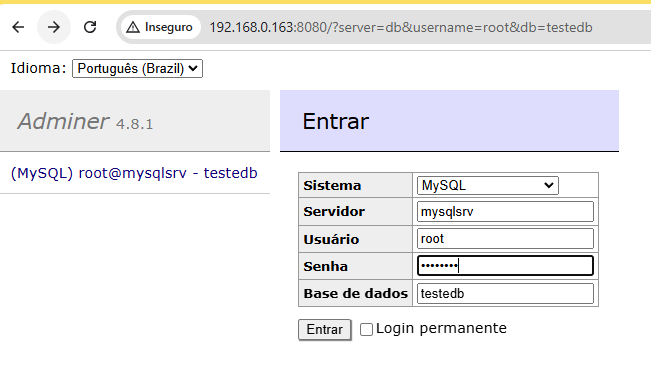 Inseguro 192.168.0.163:8080/?server=db&username=root&db=testedb
Idioma: Português (Brazil)
Adminer 4.8.1
(MySQL) root@mysqlsrv - testedb
Entrar
Sistema MySQL
Servidor mysqlsrv
Usuário root
Senha ••••••••
Base de dados testedb
Entrar Login permanente